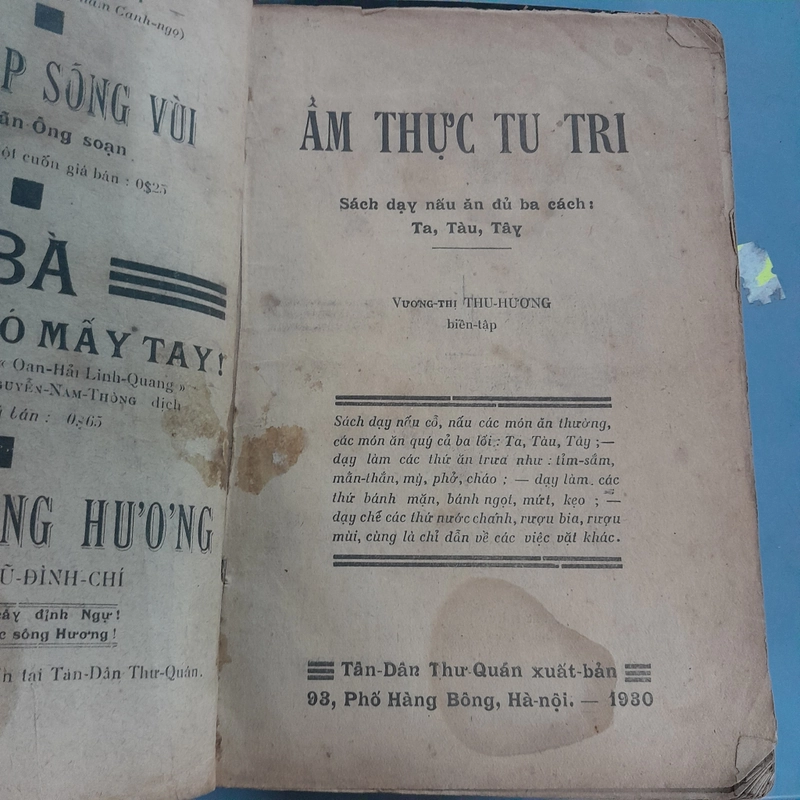 Canh-ngọ)
P SÔNG VÙI
Ông soạn
cuốn giá bán : 0$25
BÀ
Ó MẤY TAY!
« Oan-Hải Linh-Quang »
NGUYỄN-NAM-THÔNG dịch
bán : 0$65
NG HƯƠNG
Ũ-ĐÌNH-CHÍ
định Ngự!
sông Hương!
tại Tân-Dân Thư-Quán.
ẨM THỰC TU TRI
Sách dạy nấu ăn đủ ba cách:
Ta, Tàu, Tây
VƯƠNG-THỊ THU-HƯƠNG
biên-tập
Sách dạy nấu cỗ, nấu các món ăn thường,
các món ăn quý cả ba lối : Ta, Tàu, Tây ;—
dạy làm các thứ ăn trưa như : tỉm-sắm,
mằn-thắn, mỳ, phở, cháo ; — dạy làm các
thứ bánh mặn, bánh ngọt, mứt, kẹo ; —
dạy chế các thứ nước chanh, rượu bia, rượu
mùi, cùng là chỉ dẫn về các việc vặt khác.
Tân-Dân Thư-Quán xuất-bản
93, Phố Hàng Bông, Hà-nội. — 1930